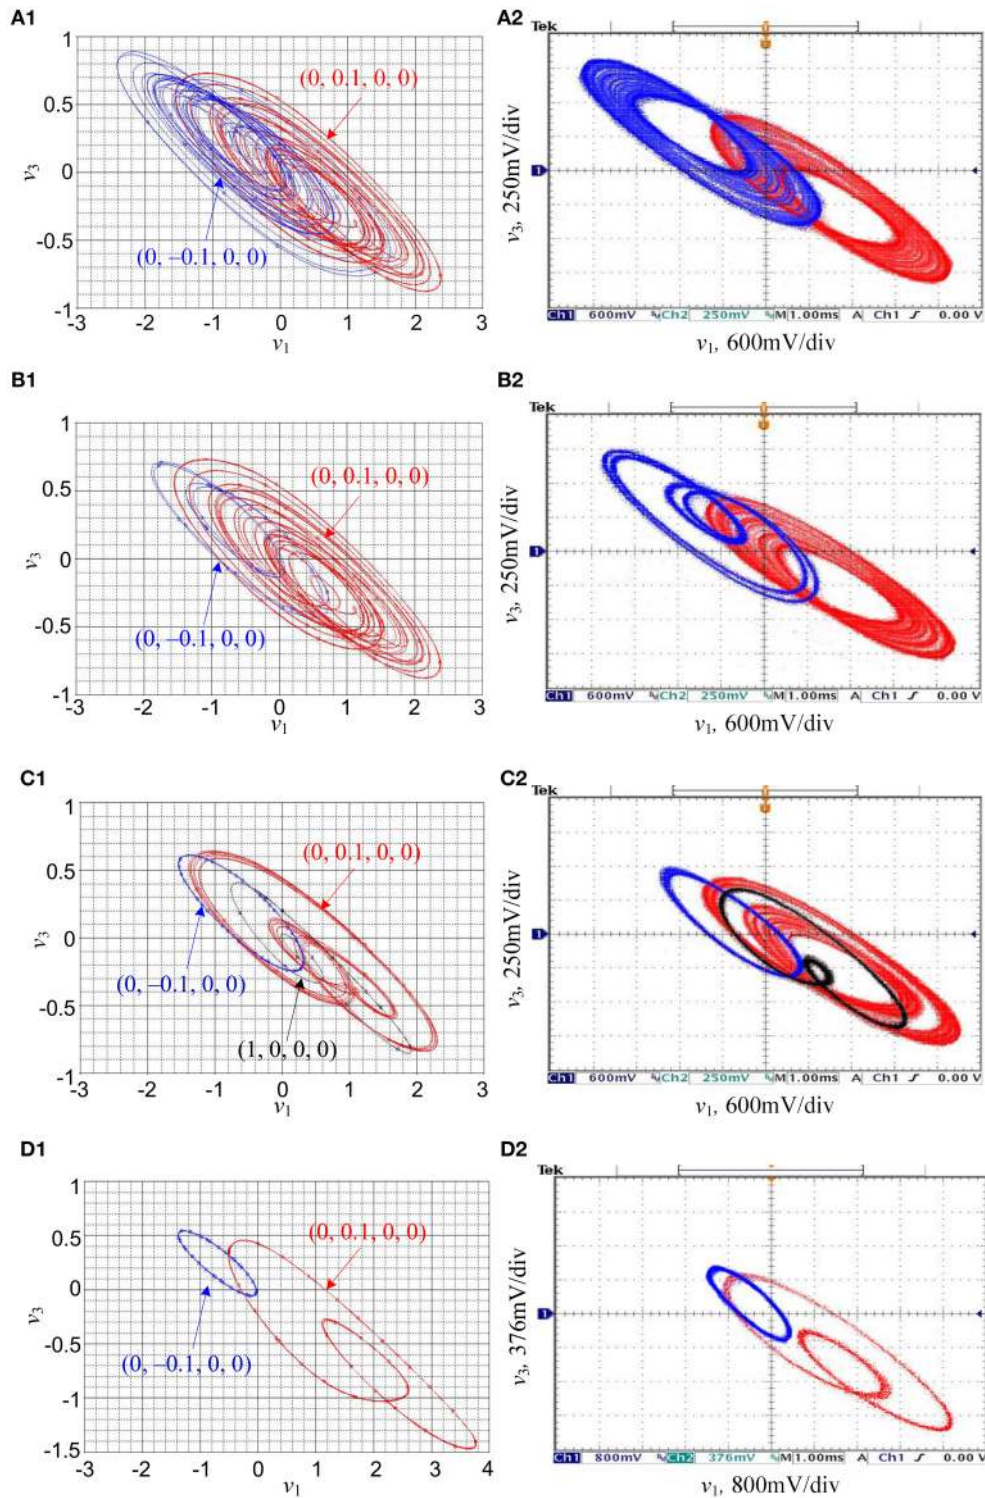 A1
1
0.5
0
-0.5
-1
v3
-3 -2 -1 0 1 2 3
v1
(0, 0.1, 0, 0)
(0, –0.1, 0, 0)
A2
Tek
1
v3, 250mV/div
Ch1 600mV Ch2 250mV M 1.00ms A Ch1 0.00 V
v1, 600mV/div
B1
1
0.5
0
-0.5
-1
v3
-3 -2 -1 0 1 2 3
v1
(0, 0.1, 0, 0)
(0, –0.1, 0, 0)
B2
Tek
1
v3, 250mV/div
Ch1 600mV Ch2 250mV M 1.00ms A Ch1 0.00 V
v1, 600mV/div
C1
1
0.5
0
-0.5
-1
v3
-3 -2 -1 0 1 2 3
v1
(0, 0.1, 0, 0)
(0, –0.1, 0, 0)
(1, 0, 0, 0)
C2
Tek
1
v3, 250mV/div
Ch1 600mV Ch2 250mV M 1.00ms A Ch1 0.00 V
v1, 600mV/div
D1
1
0.5
0
-0.5
-1
-1.5
v3
-3 -2 -1 0 1 2 3 4
v1
(0, 0.1, 0, 0)
(0, –0.1, 0, 0)
D2
Tek
1
v3, 376mV/div
Ch1 800mV Ch2 376mV M 1.00ms A Ch1 0.00 V
v1, 800mV/div